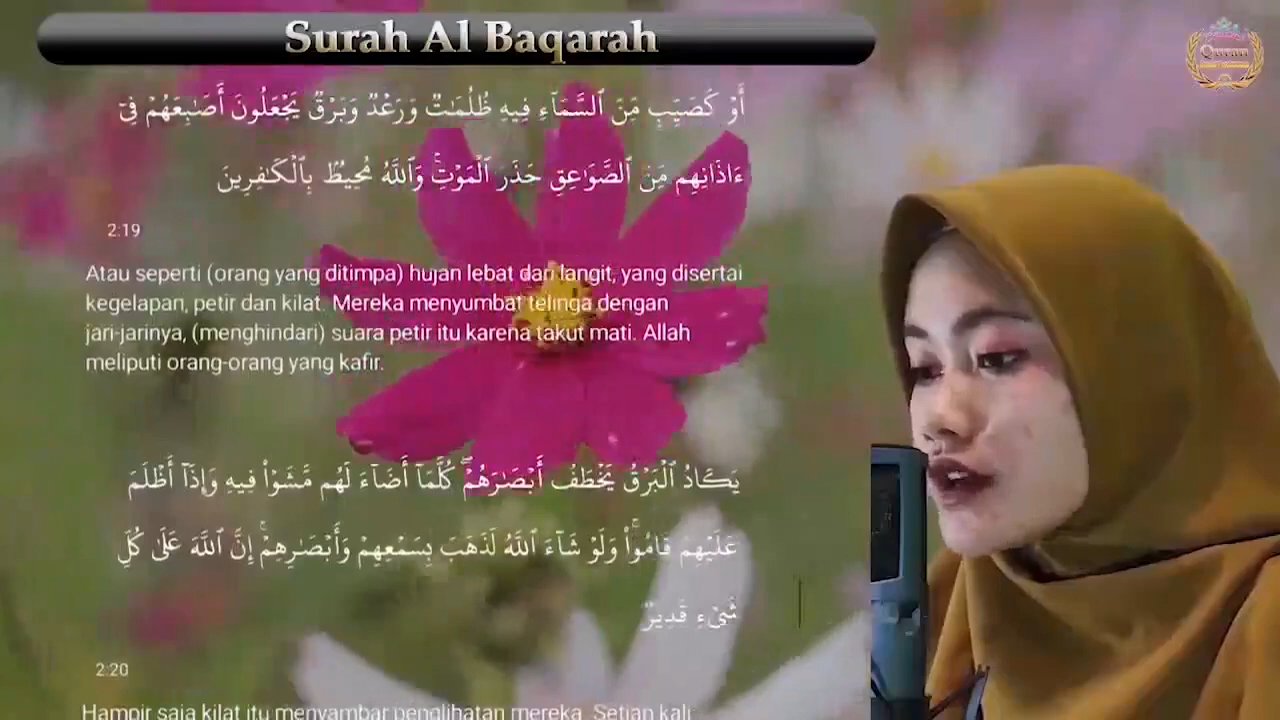 Surah Al Baqarah
Quran
أَوْ كَصَيِّبٍ مِّنَ ٱلسَّمَآءِ فِيهِ ظُلُمَـٰتٌ وَرَعْدٌ وَبَرْقٌ يَجْعَلُونَ أَصَـٰبِعَهُمْ فِىٓ
ءَاذَانِهِم مِّنَ ٱلصَّوَٰعِقِ حَذَرَ ٱلْمَوْتِ ۚ وَٱللَّهُ مُحِيطٌۢ بِٱلْكَـٰفِرِينَ
2:19
Atau seperti (orang yang ditimpa) hujan lebat dari langit, yang disertai
kegelapan, petir dan kilat. Mereka menyumbat telinga dengan
jari-jarinya, (menghindari) suara petir itu karena takut mati. Allah
meliputi orang-orang yang kafir.
يَكَادُ ٱلْبَرْقُ يَخْطَفُ أَبْصَـٰرَهُمْ ۖ كُلَّمَآ أَضَآءَ لَهُم مَّشَوْا۟ فِيهِ وَإِذَآ أَظْلَمَ
عَلَيْهِمْ قَامُوا۟ ۚ وَلَوْ شَآءَ ٱللَّهُ لَذَهَبَ بِسَمْعِهِمْ وَأَبْصَـٰرِهِمْ ۚ إِنَّ ٱللَّهَ عَلَىٰ كُلِّ
شَىْءٍ قَدِيرٌ
2:20
Hampir saja kilat itu menyambar penglihatan mereka. Setiap kali